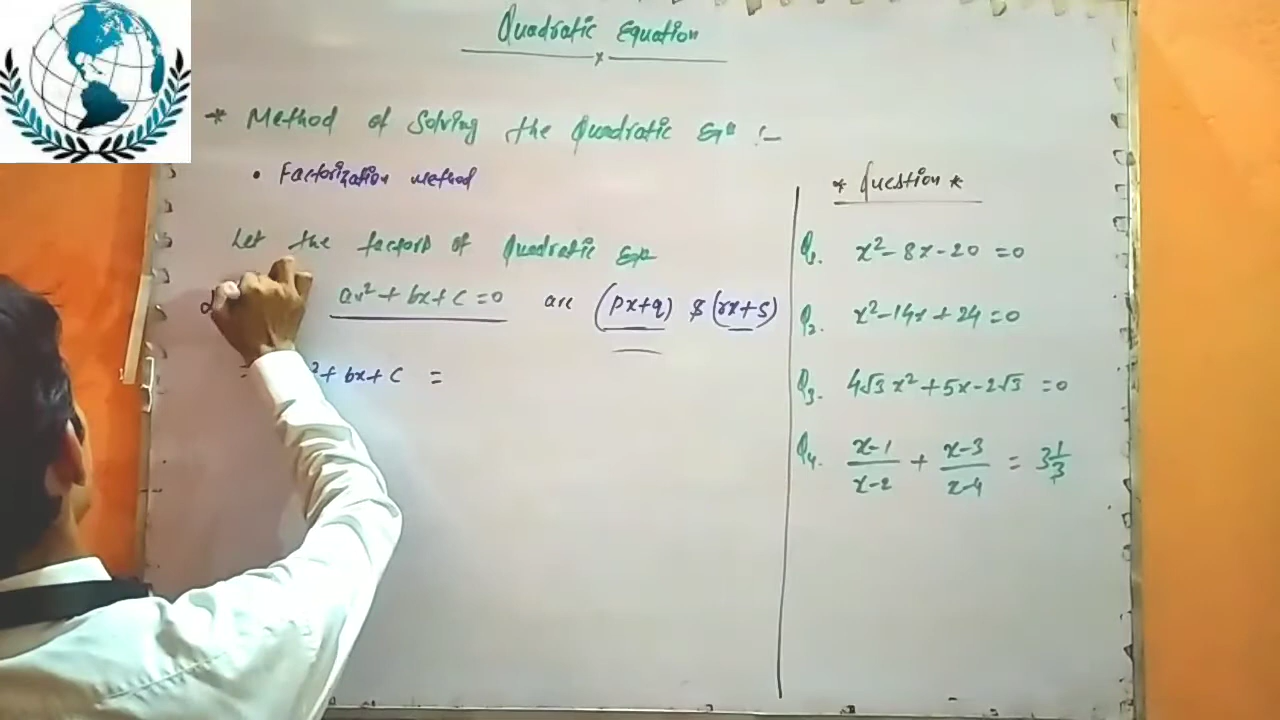 Quadratic Equation
* Method of Solving the Quadratic Eqn :-
• Factorization method
Let the factors of Quadratic Eqn
ax²+bx+c=0 are (px+q) & (rx+s)
²+bx+c =
* Question *
Q1. x²-8x-20=0
Q2. x²-14x+24=0
Q3. 4√3 x²+5x-2√3=0
Q4. x-1/x-2 + x-3/x-4 = 3 1/3